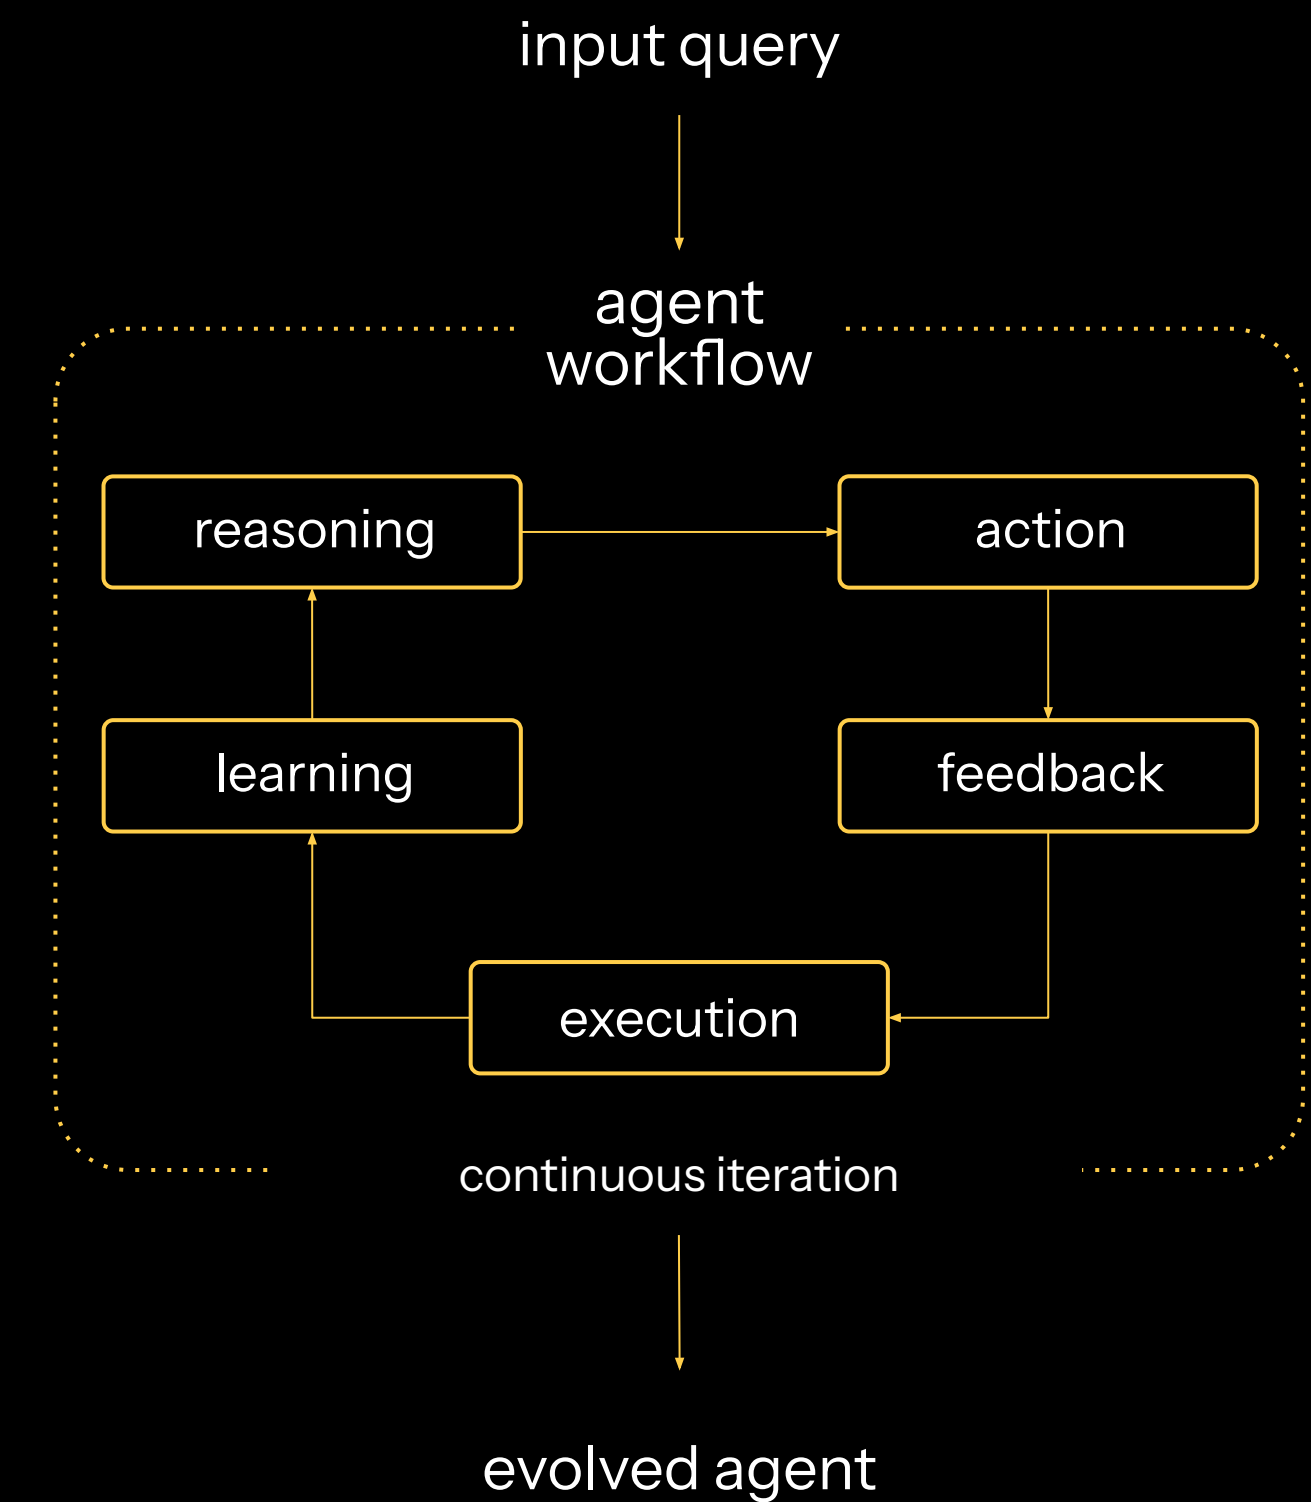 input query
agent
workflow
reasoning
action
learning
feedback
execution
continuous iteration
evolved agent